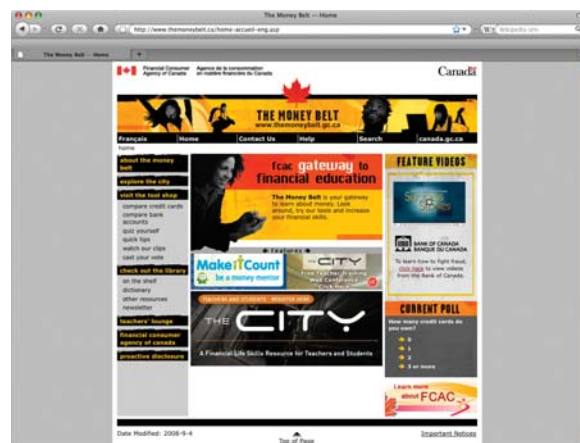 The Money Belt — Home
http://www.themoneybelt.ca/home-accueil-eng.asp
The Money Belt — Home
Financial Consumer Agence de la consommation
Agency of Canada en matière financière du Canada
Canada
THE MONEY BELT
www.themoneybelt.gc.ca
Français Home Contact Us Help Search canada.gc.ca
home
about the money
belt
explore the city
visit the tool shop
compare credit cards
compare bank
accounts
quiz yourself
quick tips
watch our clips
cast your vote
check out the library
on the shelf
dictionary
other resources
newsletter
teachers' lounge
financial consumer
agency of canada
proactive disclosure
fcac gateway to
financial education
The Money Belt is your gateway
to learn about money. Look
around, try our tools and increase
your financial skills.
features
Make it Count
be a money mentor
THE CITY
Free Teacher Training
Web Conference
Click Here
TEACHERS AND STUDENTS - REGISTER HERE
THE CITY
A Financial Life Skills Resource for Teachers and Students
FEATURE VIDEOS
BANK OF CANADA
BANQUE DU CANADA
To learn how to fight fraud,
click here to view videos
from the Bank of Canada.
CURRENT POLL
How many credit cards do
you own?
0
1
2
3 or more
Learn more
about FCAC
Date Modified: 2008-9-4
Top of Page
Important Notices